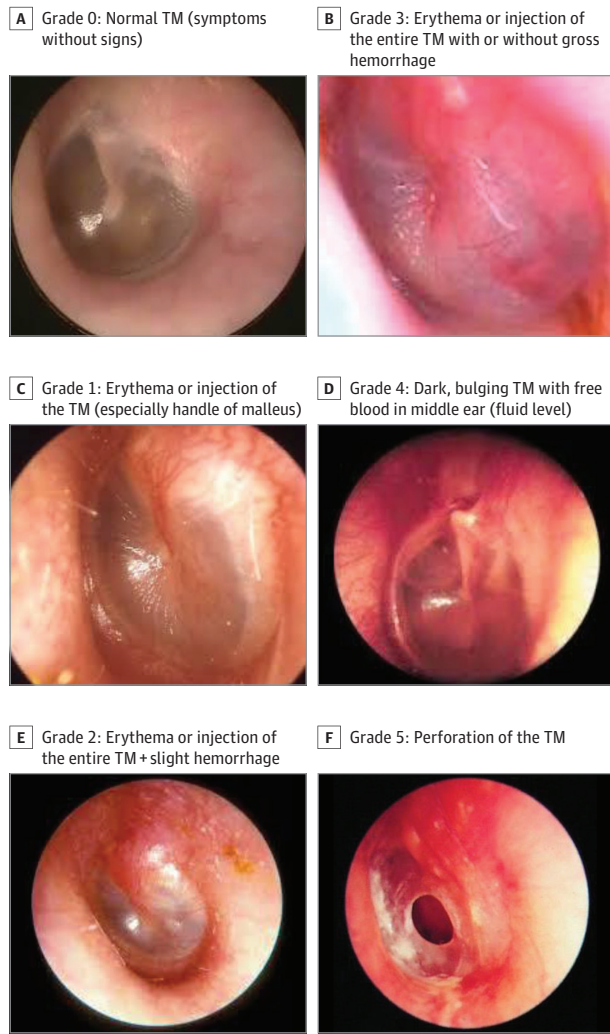 A Grade 0: Normal TM (symptoms
without signs)
B Grade 3: Erythema or injection of
the entire TM with or without gross
hemorrhage
C Grade 1: Erythema or injection of
the TM (especially handle of malleus)
D Grade 4: Dark, bulging TM with free
blood in middle ear (fluid level)
E Grade 2: Erythema or injection of
the entire TM + slight hemorrhage
F Grade 5: Perforation of the TM